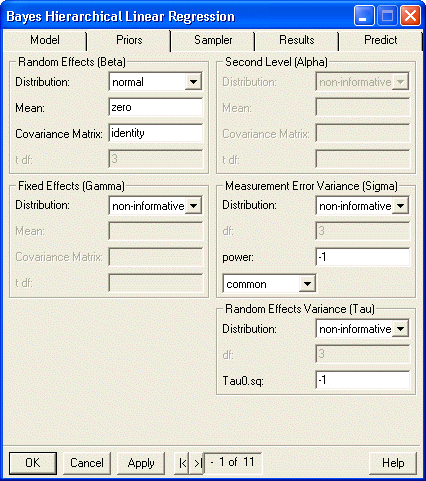 Bayes Hierarchical Linear Regression
Model Priors Sampler Results Predict
Random Effects (Beta)
Distribution: normal
Mean: zero
Covariance Matrix: identity
t df: 3
Second Level (Alpha)
Distribution: non-informative
Mean:
Covariance Matrix:
t df:
Fixed Effects (Gamma)
Distribution: non-informative
Mean:
Covariance Matrix:
t df:
Measurement Error Variance (Sigma)
Distribution: non-informative
df: 3
power: -1
common
Random Effects Variance (Tau)
Distribution: non-informative
df: 3
Tau0.sq: -1
OK Cancel Apply |< >| - 1 of 11 Help